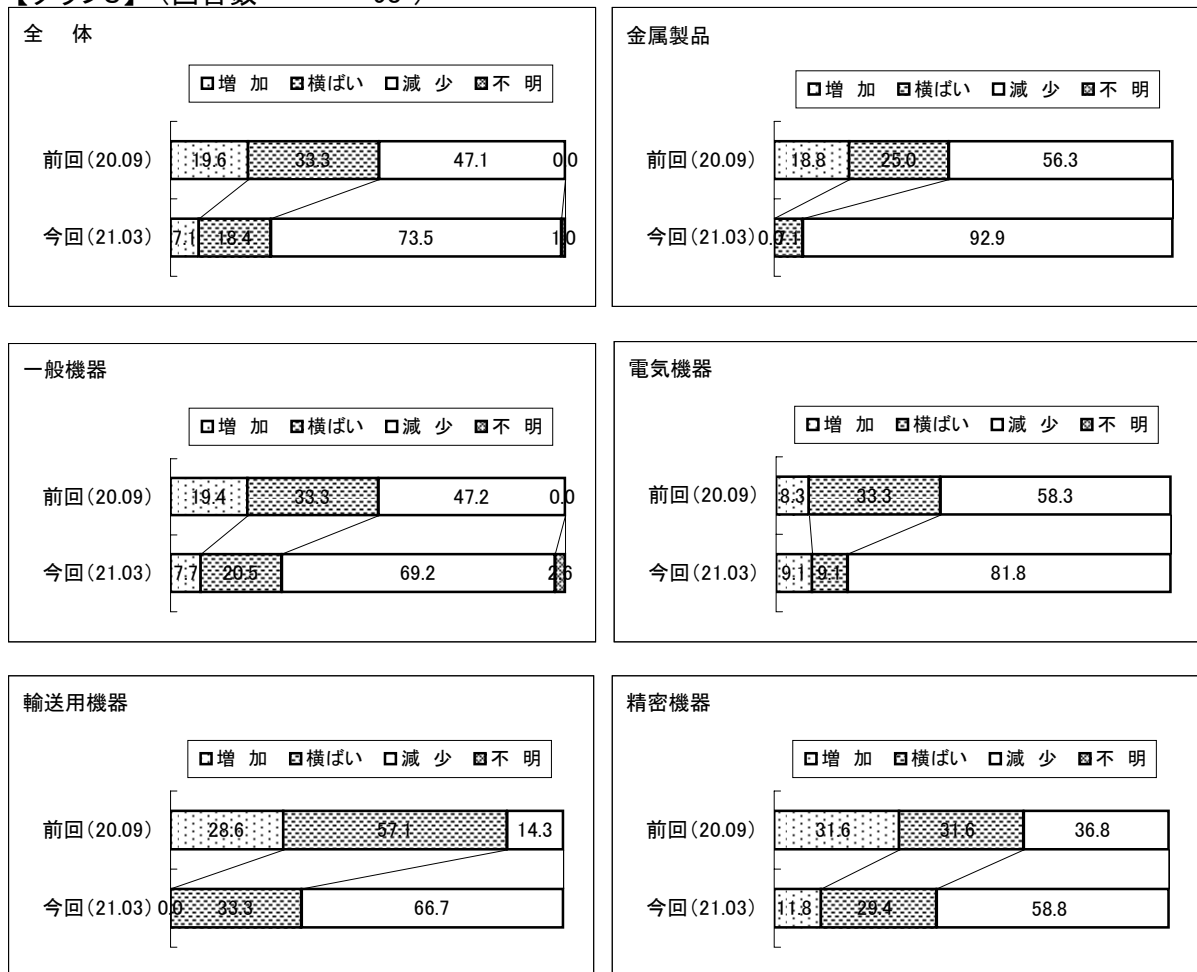 全 体
□増 加 横ばい □減 少 不 明
前回(20.09) 19.6 33.3 47.1 0.0
今回(21.03) 7.1 18.4 73.5 1.0
金属製品
□増 加 横ばい □減 少 不 明
前回(20.09) 18.8 25.0 56.3
今回(21.03) 0.0 7.1 92.9
一般機器
□増 加 横ばい □減 少 不 明
前回(20.09) 19.4 33.3 47.2 0.0
今回(21.03) 7.7 20.5 69.2 2.6
電気機器
□増 加 横ばい □減 少 不 明
前回(20.09) 8.3 33.3 58.3
今回(21.03) 9.1 9.1 81.8
輸送用機器
□増 加 横ばい □減 少 不 明
前回(20.09) 28.6 57.1 14.3
今回(21.03) 0.0 33.3 66.7
精密機器
□増 加 横ばい □減 少 不 明
前回(20.09) 31.6 31.6 36.8
今回(21.03) 11.8 29.4 58.8